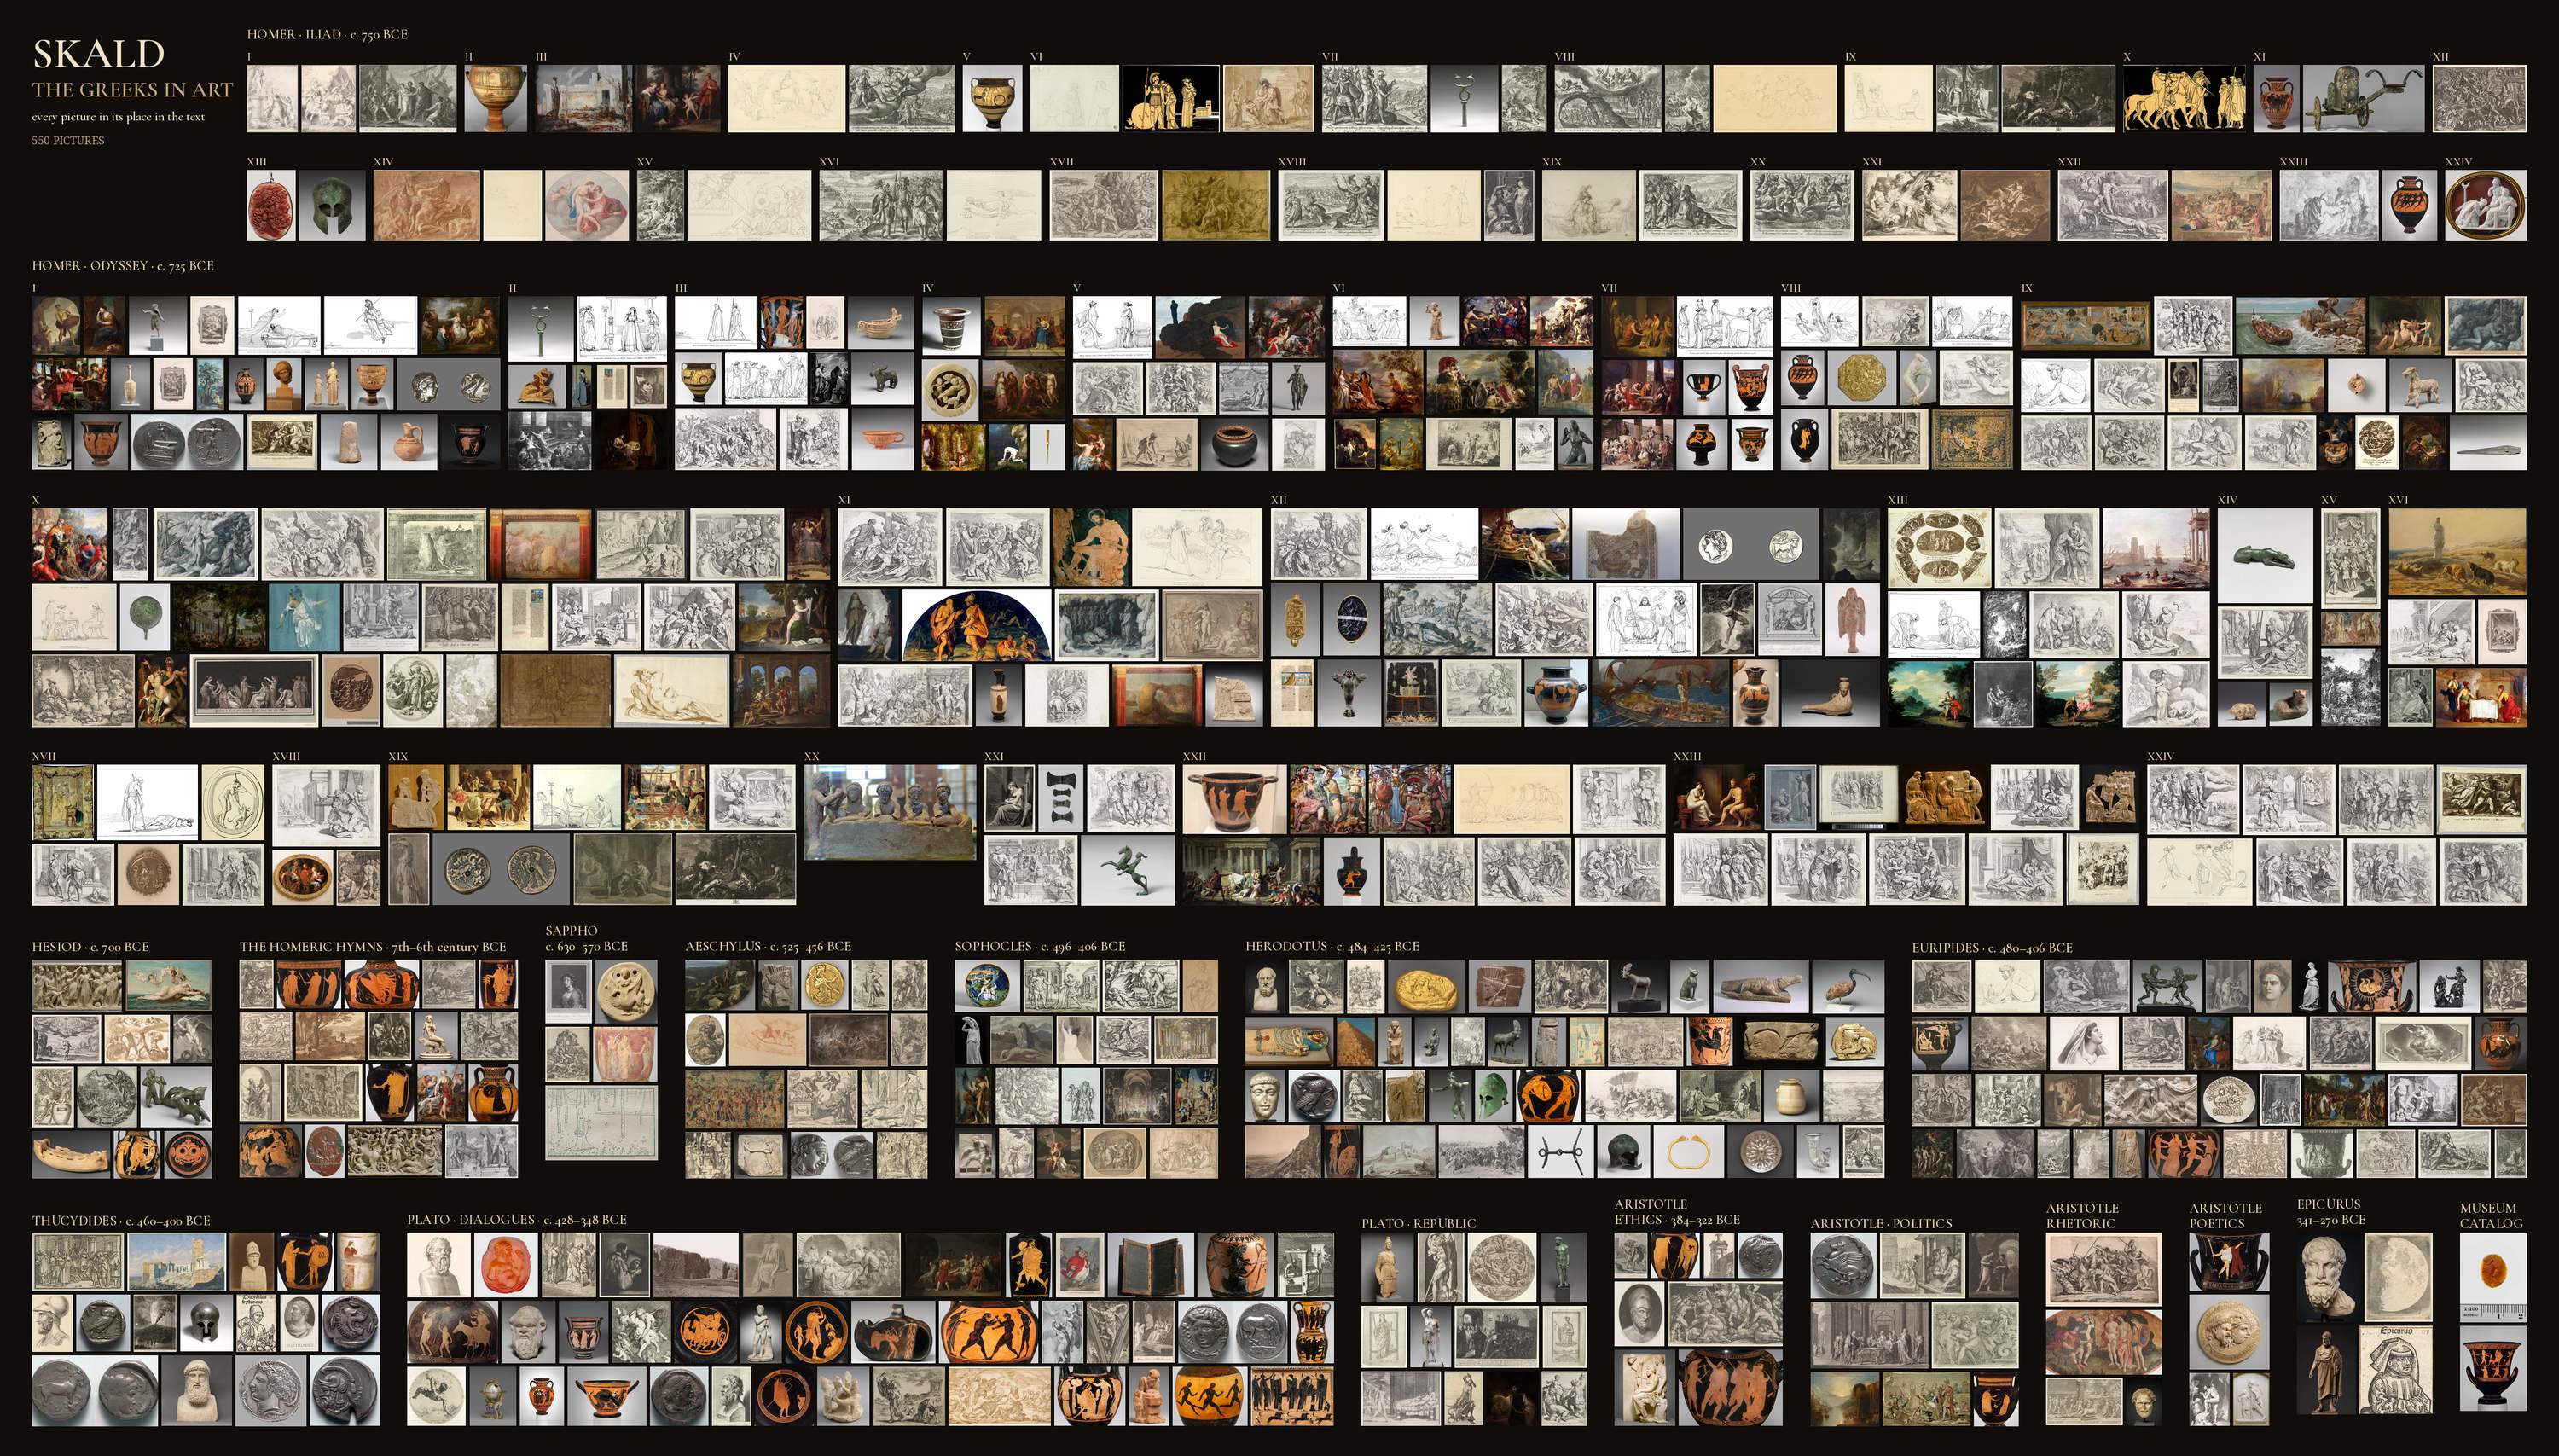 SKALD
THE GREEKS IN ART
every picture in its place in the text
550 PICTURES
HOMER · ILIAD · c. 750 BCE
I II III IV V VI VII VIII IX X XI XII
XIII XIV XV XVI XVII XVIII XIX XX XXI XXII XXIII XXIV
HOMER · ODYSSEY · c. 725 BCE
I II III IV V VI VII VIII IX
X XI XII XIII XIV XV XVI
XVII XVIII XIX XX XXI XXII XXIII XXIV
HESIOD · c. 700 BCE
THE HOMERIC HYMNS · 7th–6th century BCE
SAPPHO
c. 630–570 BCE
AESCHYLUS · c. 525–456 BCE
SOPHOCLES · c. 496–406 BCE
HERODOTUS · c. 484–425 BCE
EURIPIDES · c. 480–406 BCE
THUCYDIDES · c. 460–400 BCE
PLATO · DIALOGUES · c. 428–348 BCE
PLATO · REPUBLIC
ARISTOTLE
ETHICS · 384–322 BCE
ARISTOTLE · POLITICS
ARISTOTLE
RHETORIC
ARISTOTLE
POETICS
EPICURUS
341–270 BCE
MUSEUM
CATALOG